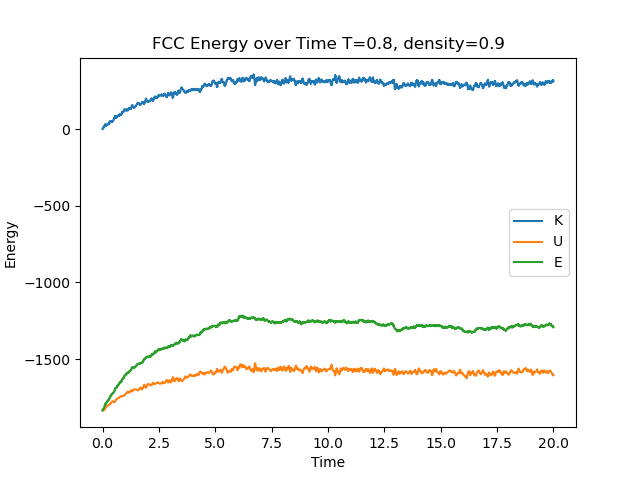 FCC Energy over Time T=0.8, density=0.9
Energy
0
−500
−1000
−1500
K
U
E
0.0 2.5 5.0 7.5 10.0 12.5 15.0 17.5 20.0
Time